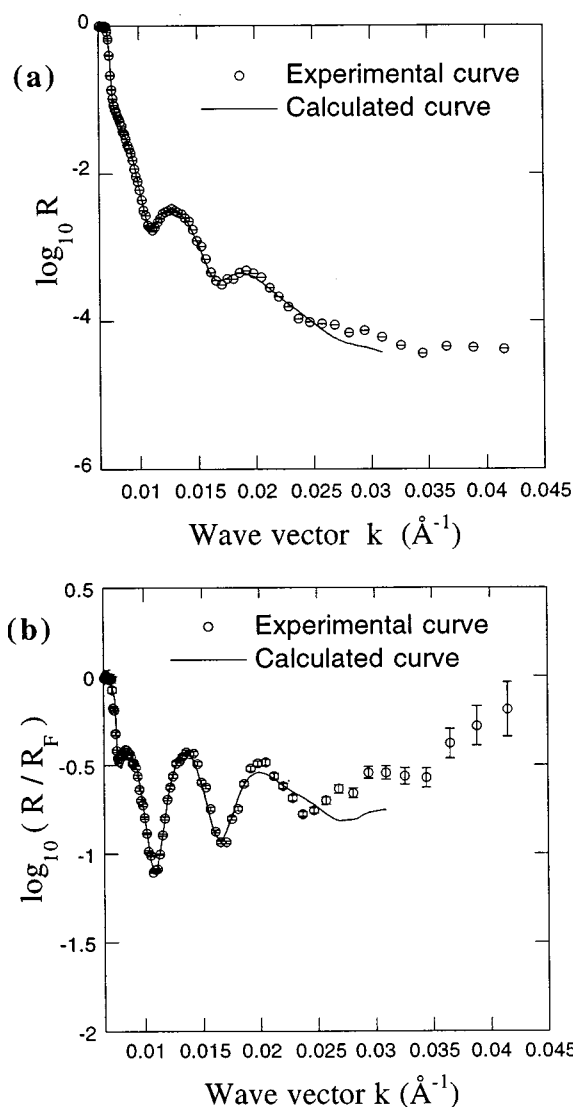 (a)
0
-2
-4
-6
log₁₀ R
Experimental curve
Calculated curve
0.01 0.015 0.02 0.025 0.03 0.035 0.04 0.045
Wave vector k (Å⁻¹)
(b)
0.5
0
-0.5
-1
-1.5
-2
log₁₀ (R / R_F)
Experimental curve
Calculated curve
0.01 0.015 0.02 0.025 0.03 0.035 0.04 0.045
Wave vector k (Å⁻¹)